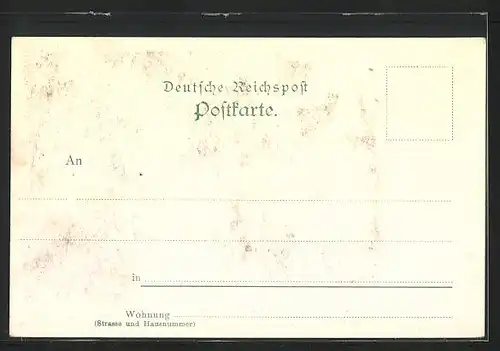 Deutsche Reichspost
Postkarte.
An
in
Wohnung
(Strasse und Hausnummer)